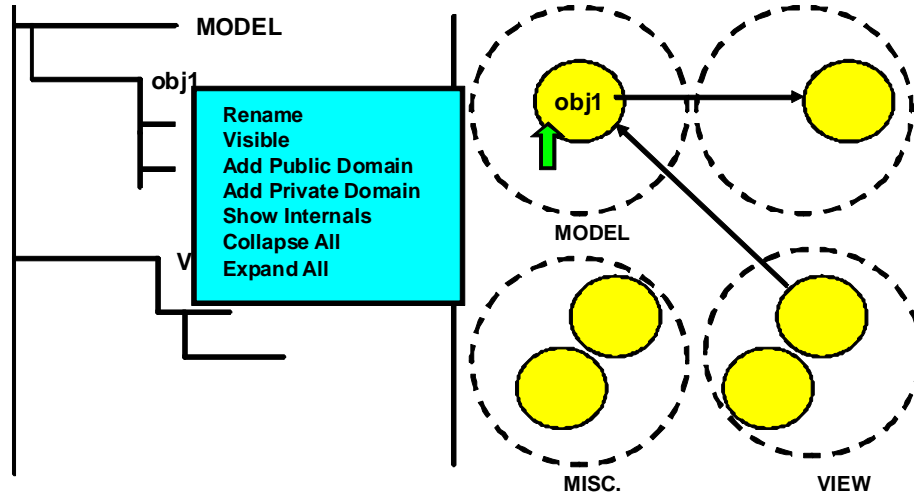 MODEL
obj1
Rename
Visible
Add Public Domain
Add Private Domain
Show Internals
Collapse All
Expand All
V
obj1
MODEL
MISC.
VIEW